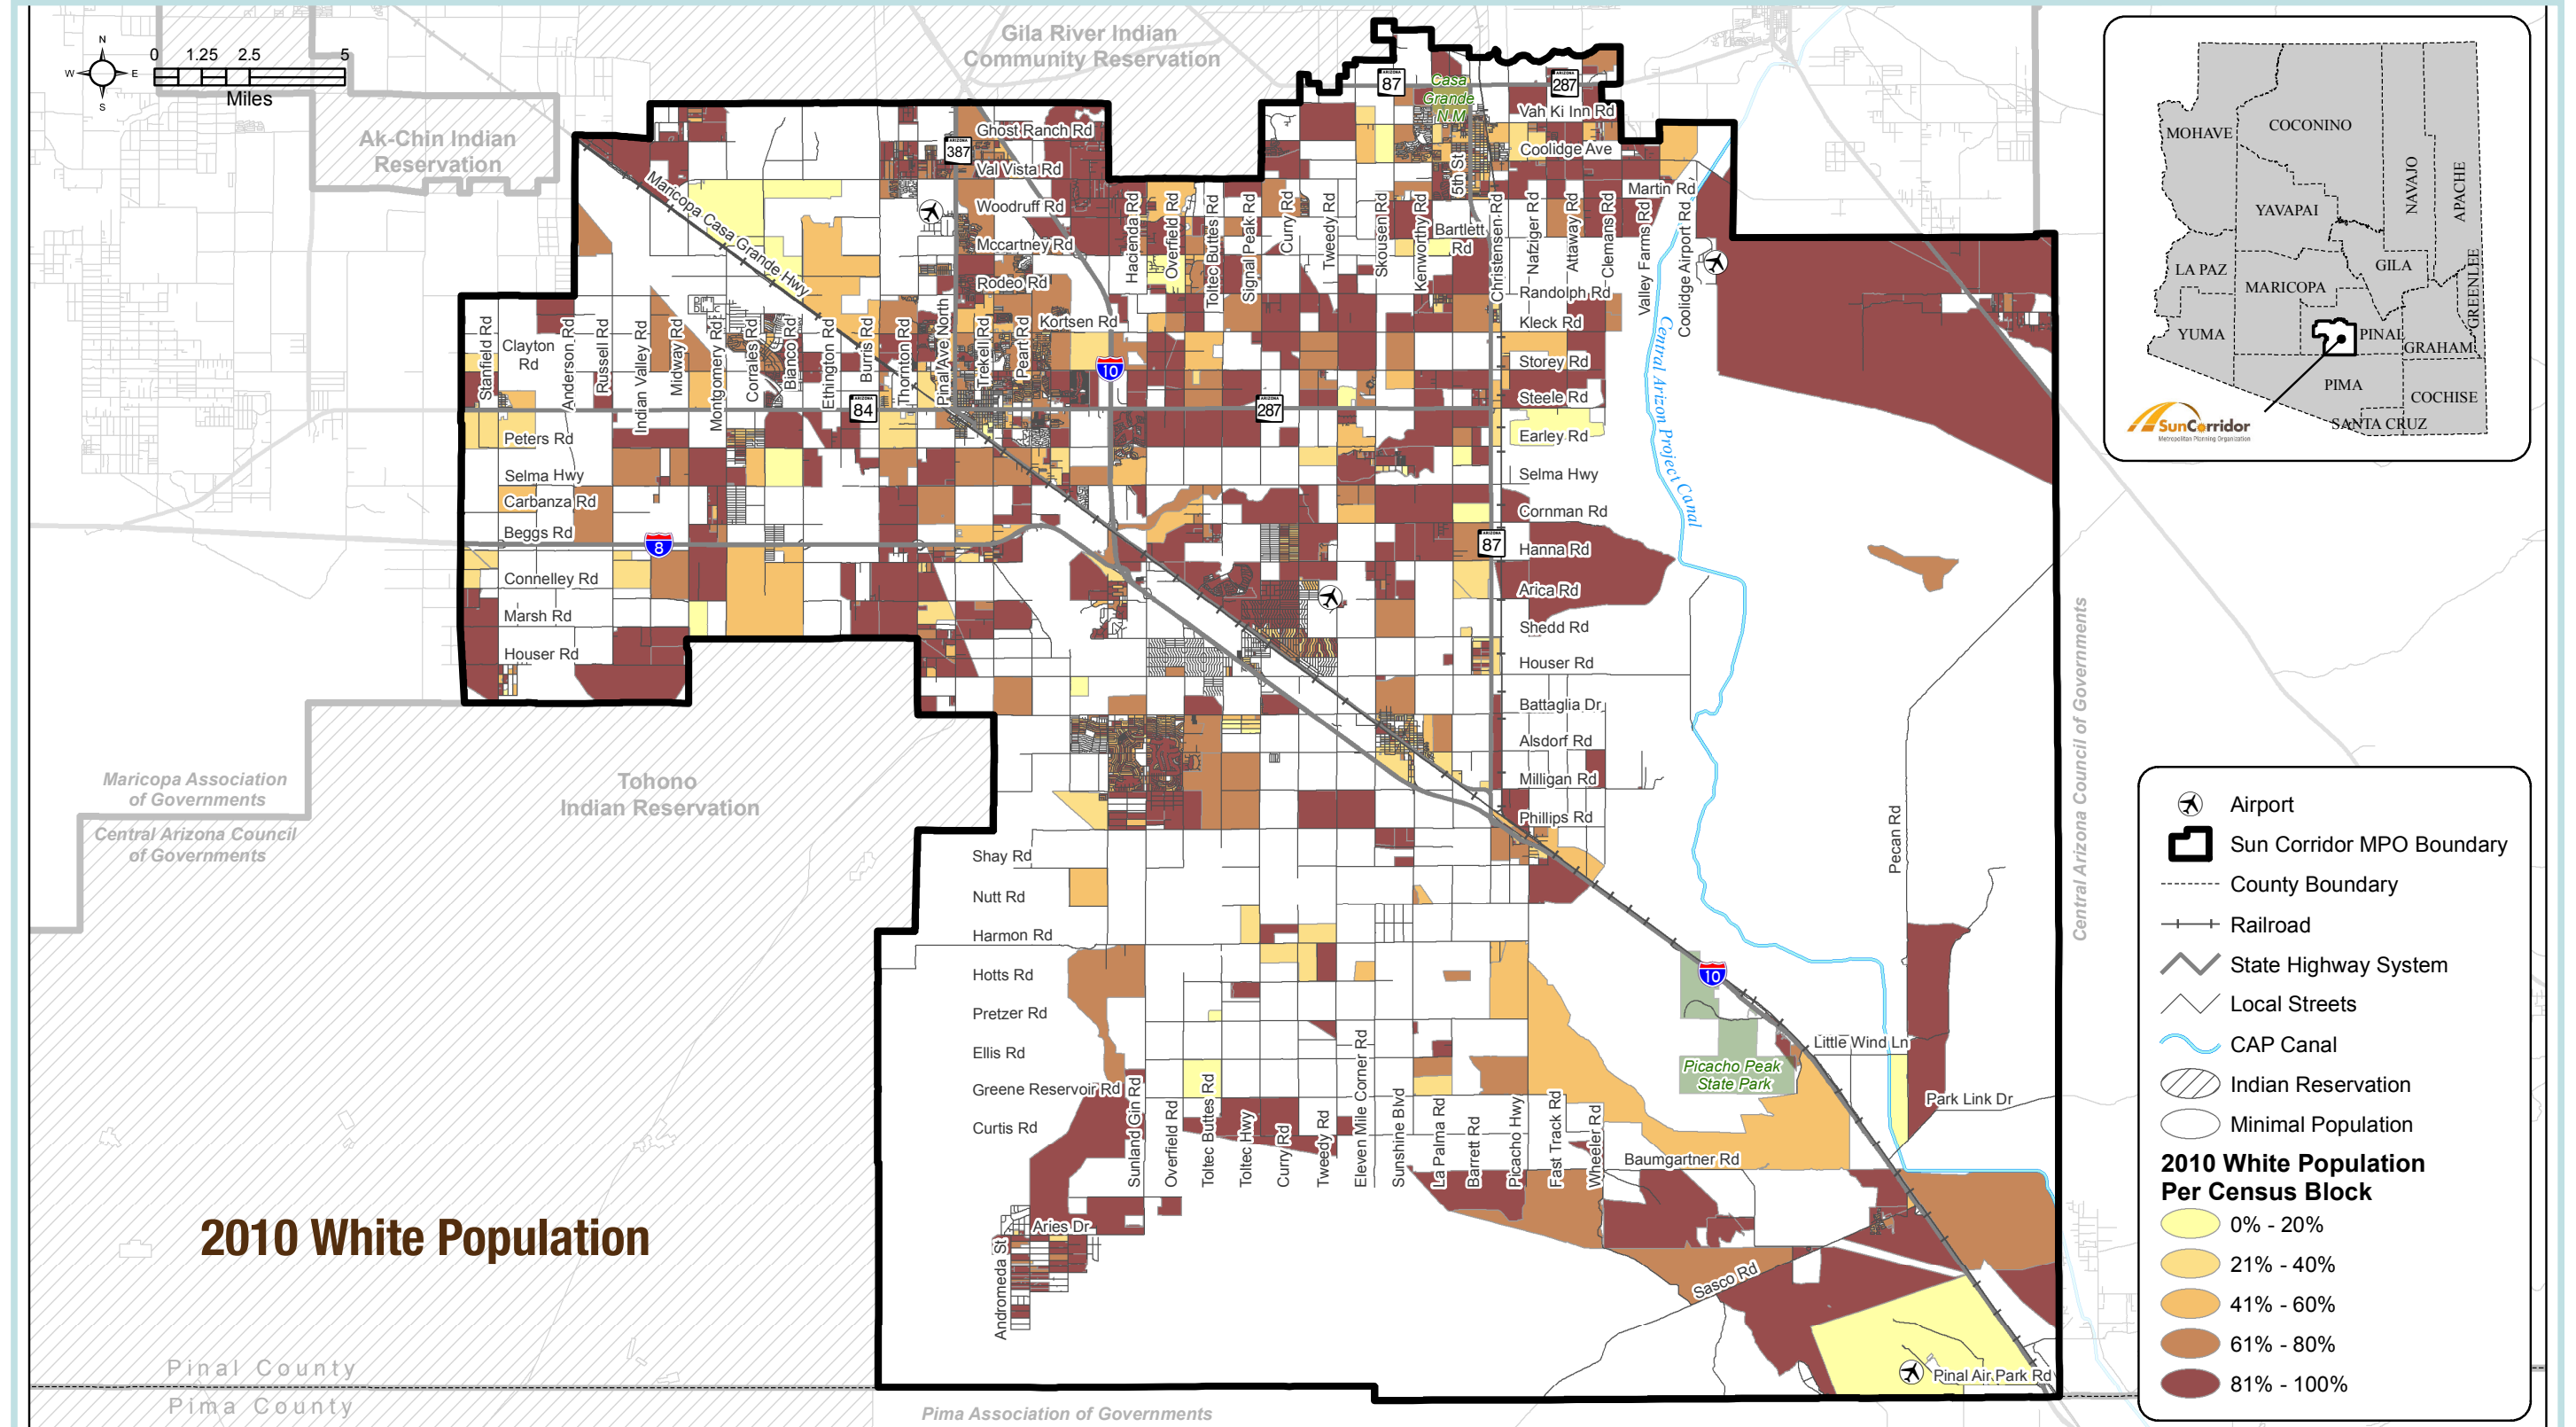 N
W
E
S
0 1.25 2.5 5
Miles
Gila River Indian
Community Reservation
Ak-Chin Indian
Reservation
Tohono
Indian Reservation
Maricopa Association
of Governments
Central Arizona Council
of Governments
Central Arizona Council of Governments
Pima Association of Governments
Pinal County
Pima County
2010 White Population
Casa
Grande
N.M
ARIZONA
87
ARIZONA
287
ARIZONA
387
ARIZONA
84
ARIZONA
287
ARIZONA
87
10
8
10
Ghost Ranch Rd
Val Vista Rd
Woodruff Rd
Mccartney Rd
Rodeo Rd
Kortsen Rd
Maricopa Casa Grande Hwy
Vah Ki Inn Rd
Coolidge Ave
Martin Rd
5th St
Bartlett
Rd
Randolph Rd
Kleck Rd
Storey Rd
Steele Rd
Earley Rd
Selma Hwy
Cornman Rd
Hanna Rd
Arica Rd
Shedd Rd
Houser Rd
Battaglia Dr
Alsdorf Rd
Milligan Rd
Phillips Rd
Hacienda Rd
Overfield Rd
Toltec Buttes Rd
Signal Peak Rd
Curry Rd
Tweedy Rd
Skousen Rd
Kenworthy Rd
Christensen Rd
Nafziger Rd
Attaway Rd
Clemans Rd
Valley Farms Rd
Coolidge Airport Rd
Central Arizon Project Canal
Stanfield Rd
Clayton
Rd
Anderson Rd
Russell Rd
Indian Valley Rd
Midway Rd
Montgomery Rd
Corrales Rd
Bianco Rd
Ethington Rd
Burris Rd
Thornton Rd
Pinal Ave North
Trekell Rd
Peart Rd
Peters Rd
Selma Hwy
Carbanza Rd
Beggs Rd
Connelley Rd
Marsh Rd
Houser Rd
Shay Rd
Nutt Rd
Harmon Rd
Hotts Rd
Pretzer Rd
Ellis Rd
Greene Reservoir Rd
Curtis Rd
Aries Dr
Andromeda St
Sunland Gin Rd
Overfield Rd
Toltec Buttes Rd
Toltec Hwy
Curry Rd
Tweedy Rd
Eleven Mile Corner Rd
Sunshine Blvd
La Palma Rd
Barrett Rd
Picacho Hwy
Fast Track Rd
Wheeler Rd
Baumgartner Rd
Sasco Rd
Picacho Peak
State Park
Little Wind Ln
Pecan Rd
Park Link Dr
Pinal Air Park Rd
MOHAVE
COCONINO
NAVAJO
APACHE
YAVAPAI
LA PAZ
GILA
MARICOPA
GREENLEE
YUMA
PINAL
GRAHAM
PIMA
COCHISE
SANTA CRUZ
SunCorridor
Metropolitan Planning Organization
Airport
Sun Corridor MPO Boundary
County Boundary
Railroad
State Highway System
Local Streets
CAP Canal
Indian Reservation
Minimal Population
2010 White Population
Per Census Block
0% - 20%
21% - 40%
41% - 60%
61% - 80%
81% - 100%